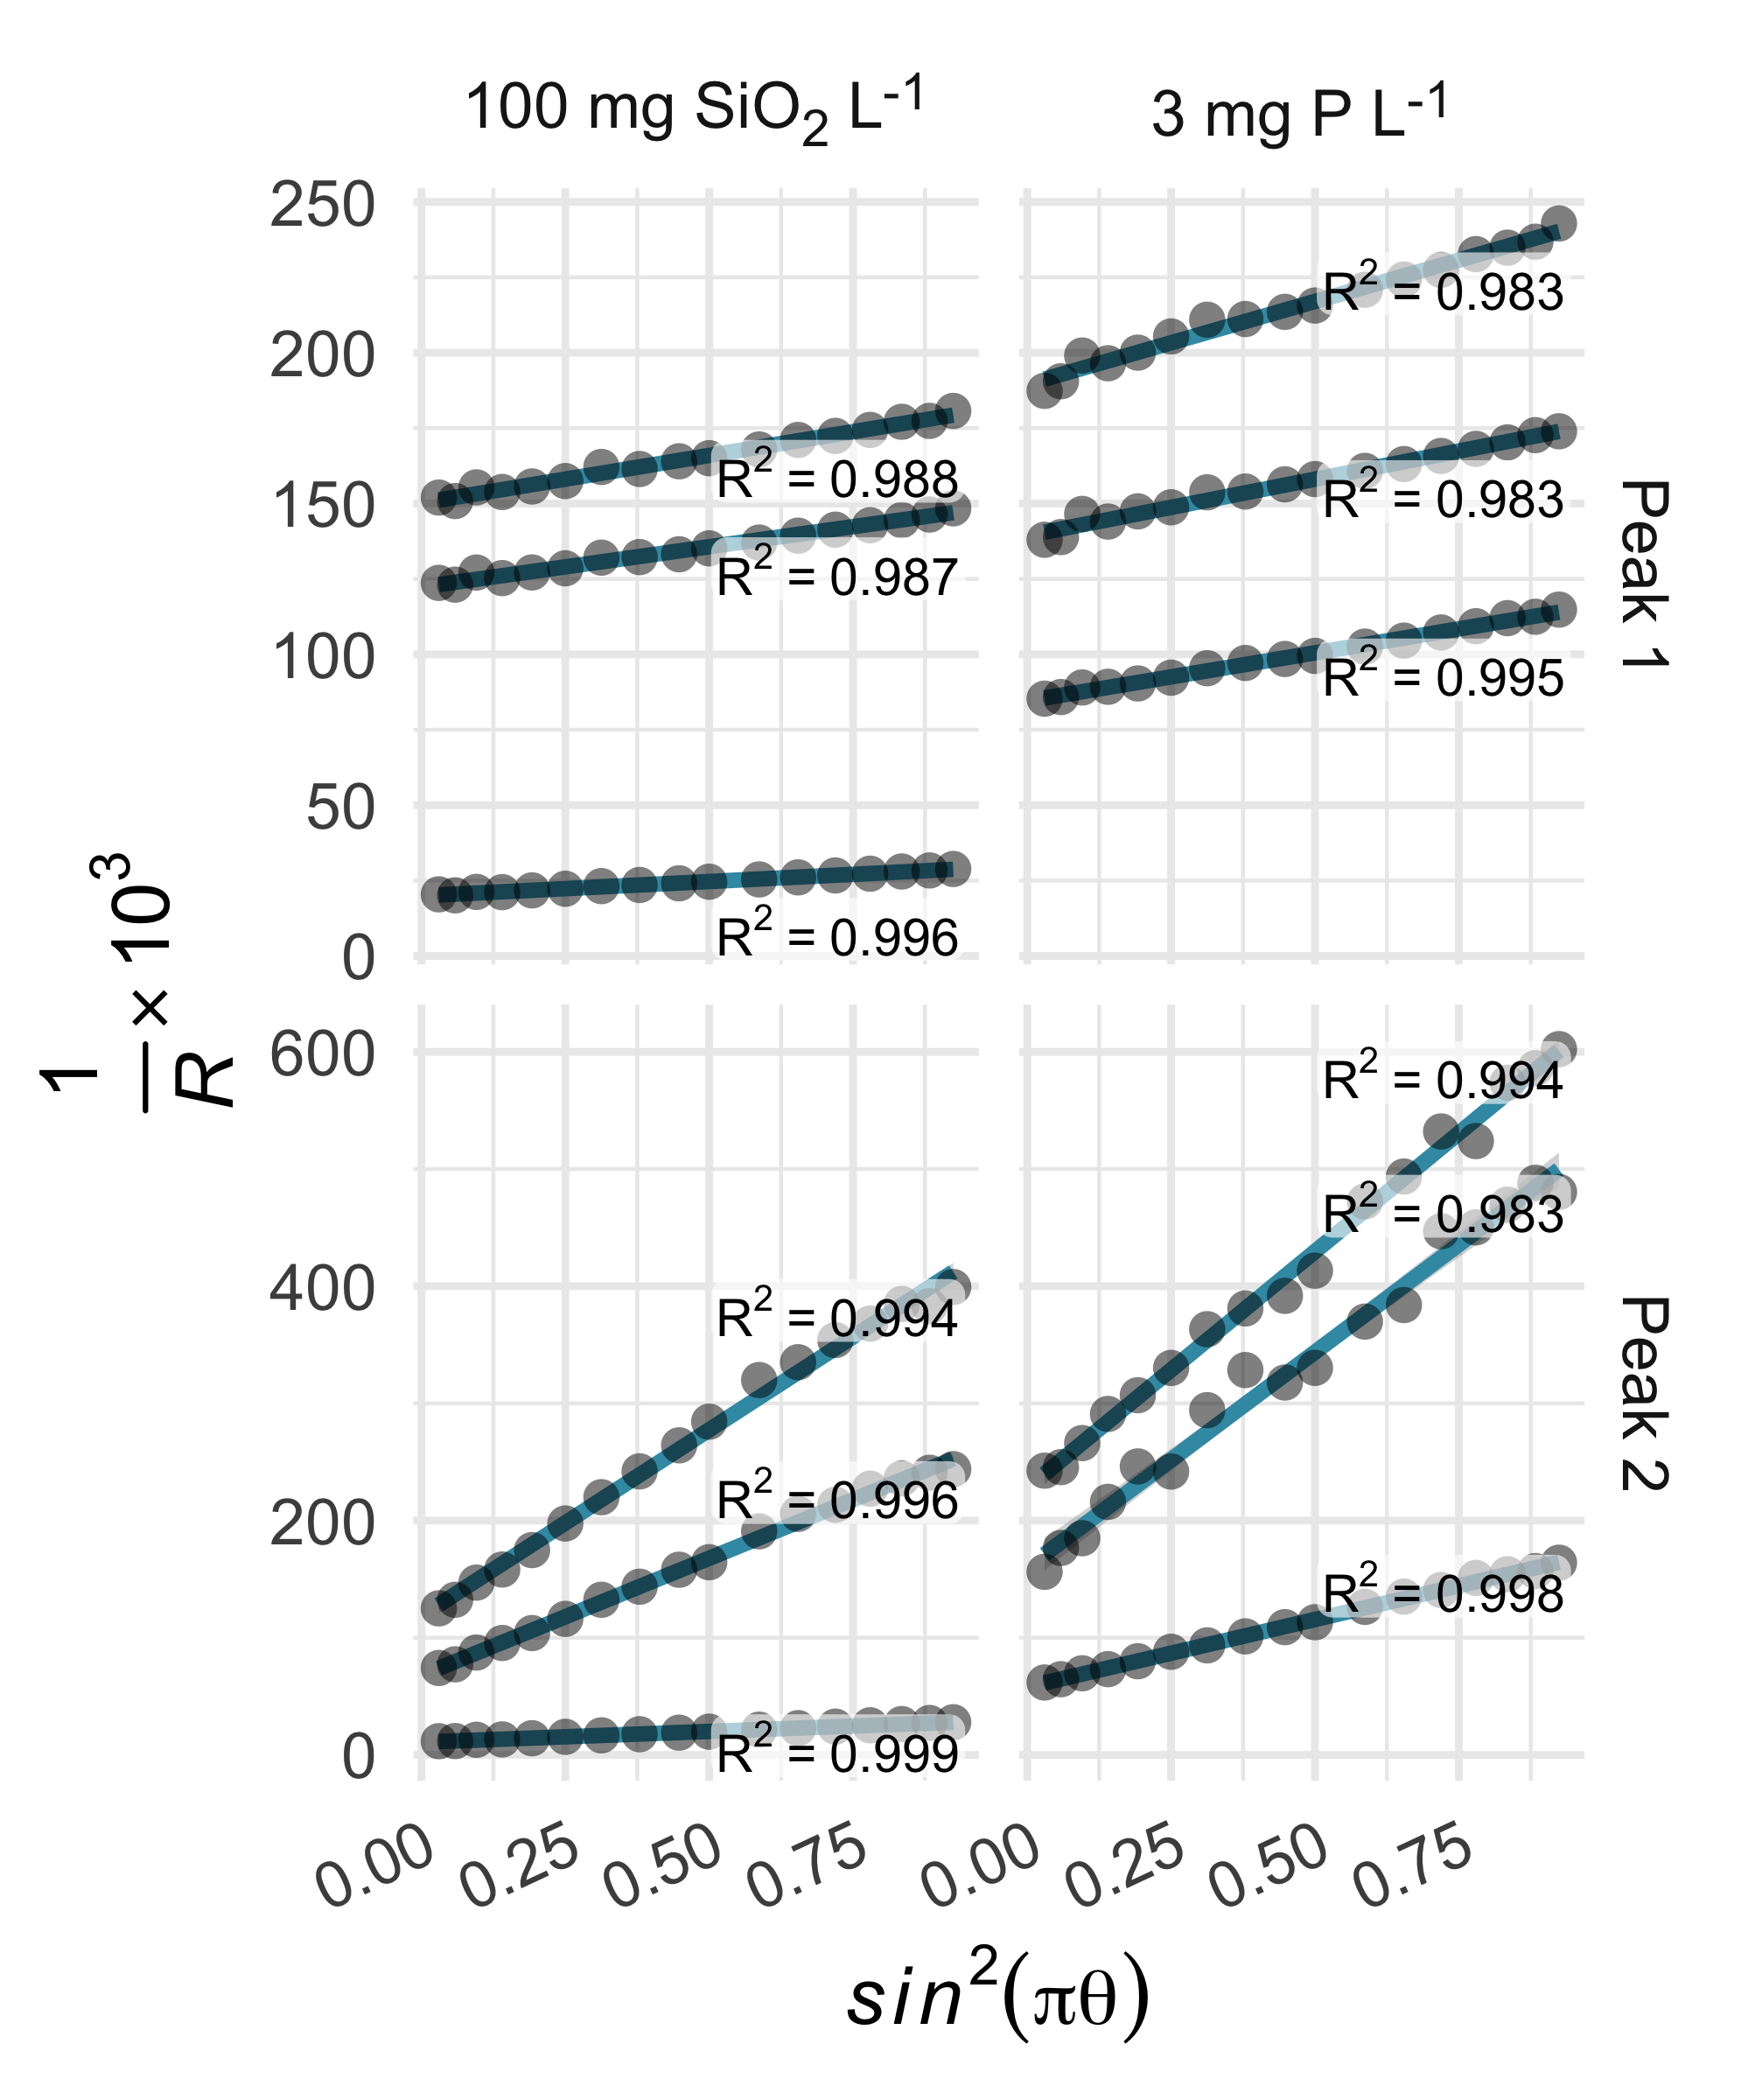 100 mg SiO₂ L⁻¹
3 mg P L⁻¹
250
200
150
100
50
0
R² = 0.988
R² = 0.987
R² = 0.996
R² = 0.983
R² = 0.983
R² = 0.995
Peak 1
1/R × 10³
600
400
200
0
R² = 0.994
R² = 0.996
R² = 0.999
R² = 0.994
R² = 0.983
R² = 0.998
Peak 2
0.00 0.25 0.50 0.75
0.00 0.25 0.50 0.75
sin²(πθ)